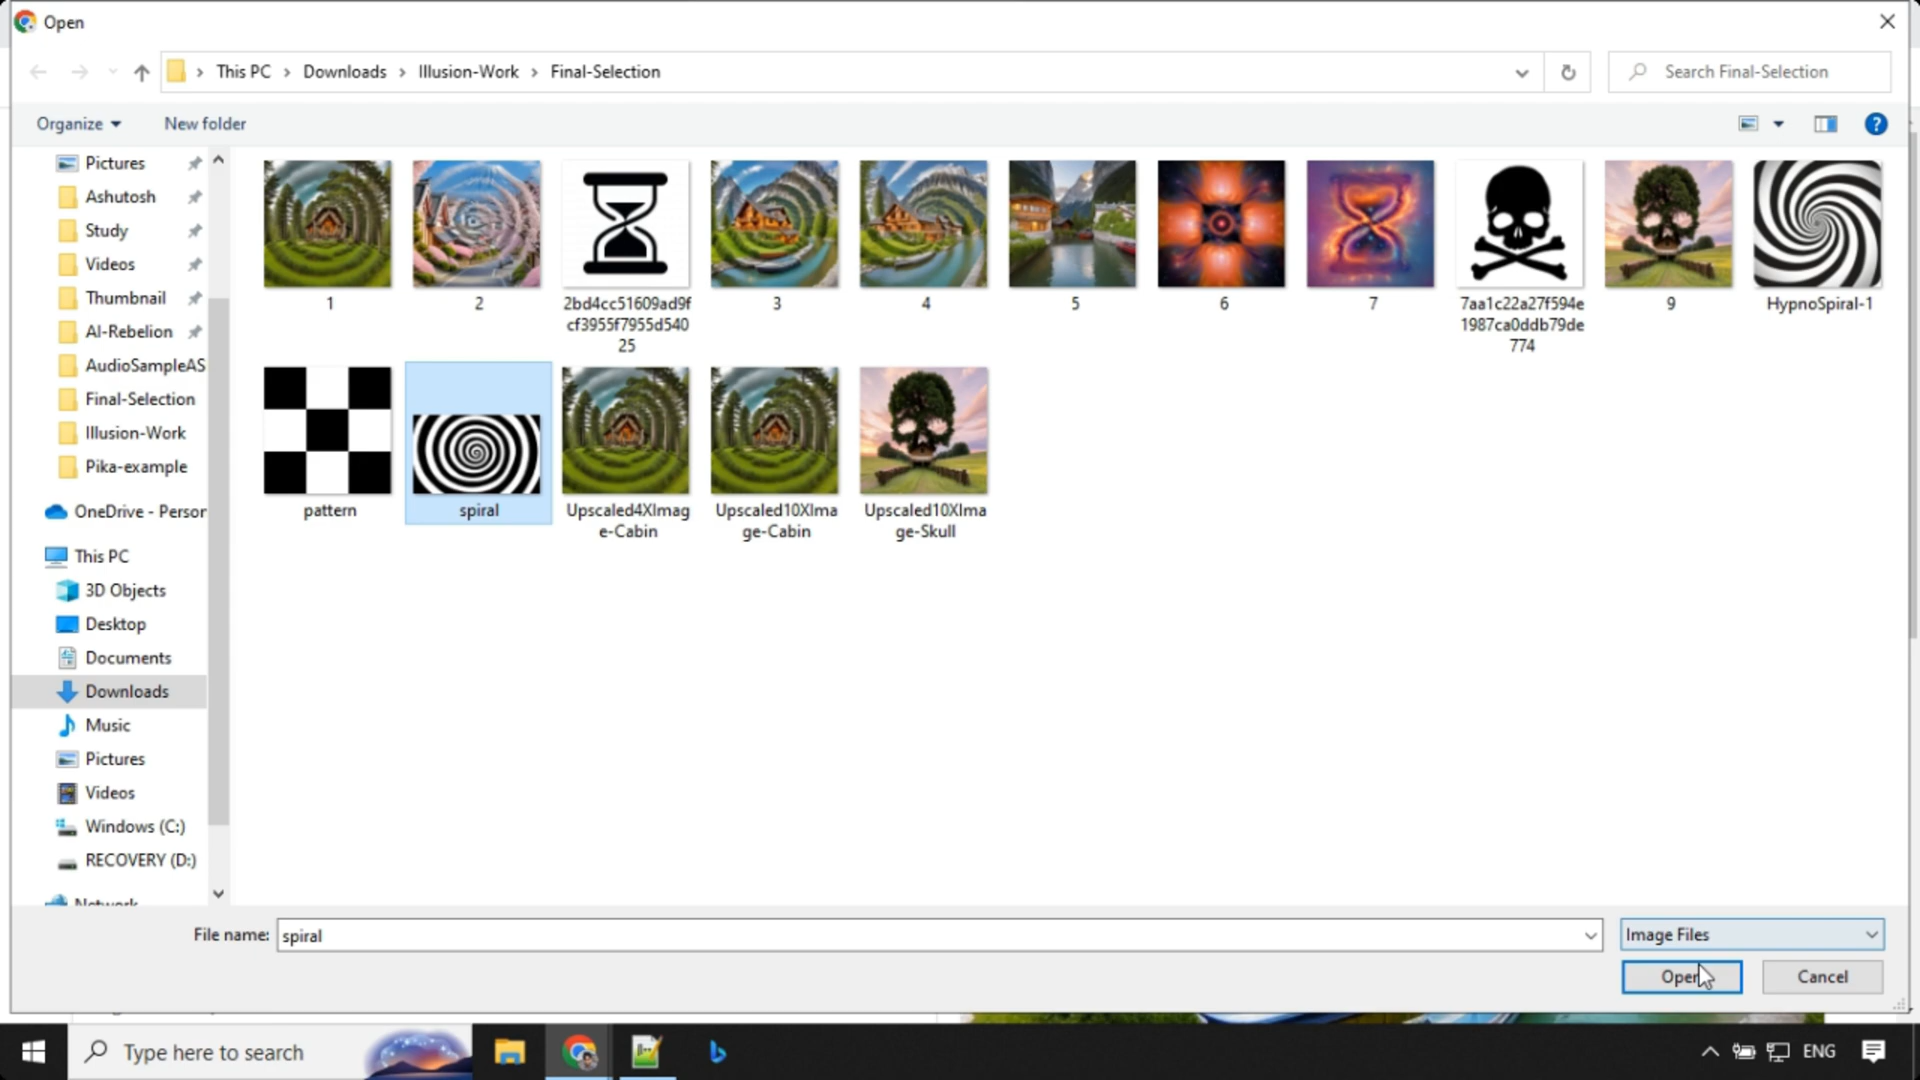 Open
This PC
Downloads
Illusion-Work
Final-Selection
Search Final-Selection
Organize
New folder
?
Pictures
Ashutosh
Study
Videos
Thumbnail
AI-Rebelion
AudioSampleAS
Final-Selection
Illusion-Work
Pika-example
OneDrive - Person
This PC
3D Objects
Desktop
Documents
Downloads
Music
Pictures
Videos
Windows (C:)
RECOVERY (D:)
Network
1
2
2bd4cc51609ad9f
cf3955f7955d540
25
3
4
5
6
7
7aa1c22a27f594e
1987ca0ddb79de
774
9
HypnoSpiral-1
pattern
spiral
Upscaled4XImag
e-Cabin
Upscaled10XIma
ge-Cabin
Upscaled10XIma
ge-Skull
File name:
spiral
Image Files
Open
Cancel
Type here to search
ENG